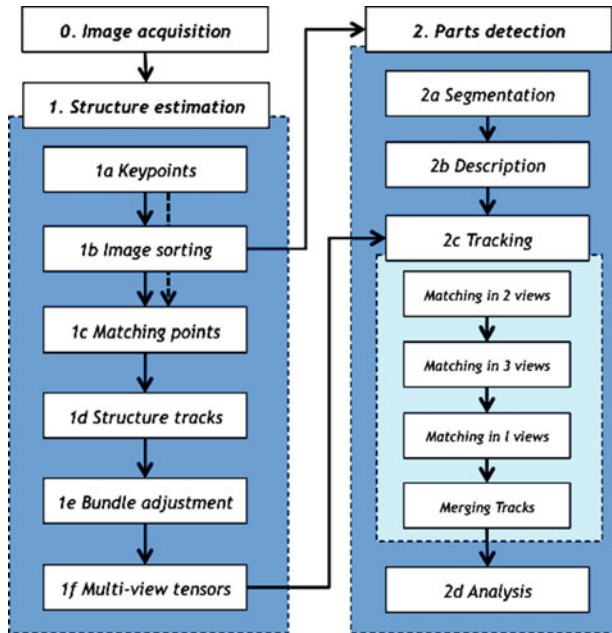 0. Image acquisition
1. Structure estimation
1a Keypoints
1b Image sorting
1c Matching points
1d Structure tracks
1e Bundle adjustment
1f Multi-view tensors
2. Parts detection
2a Segmentation
2b Description
2c Tracking
Matching in 2 views
Matching in 3 views
Matching in l views
Merging Tracks
2d Analysis